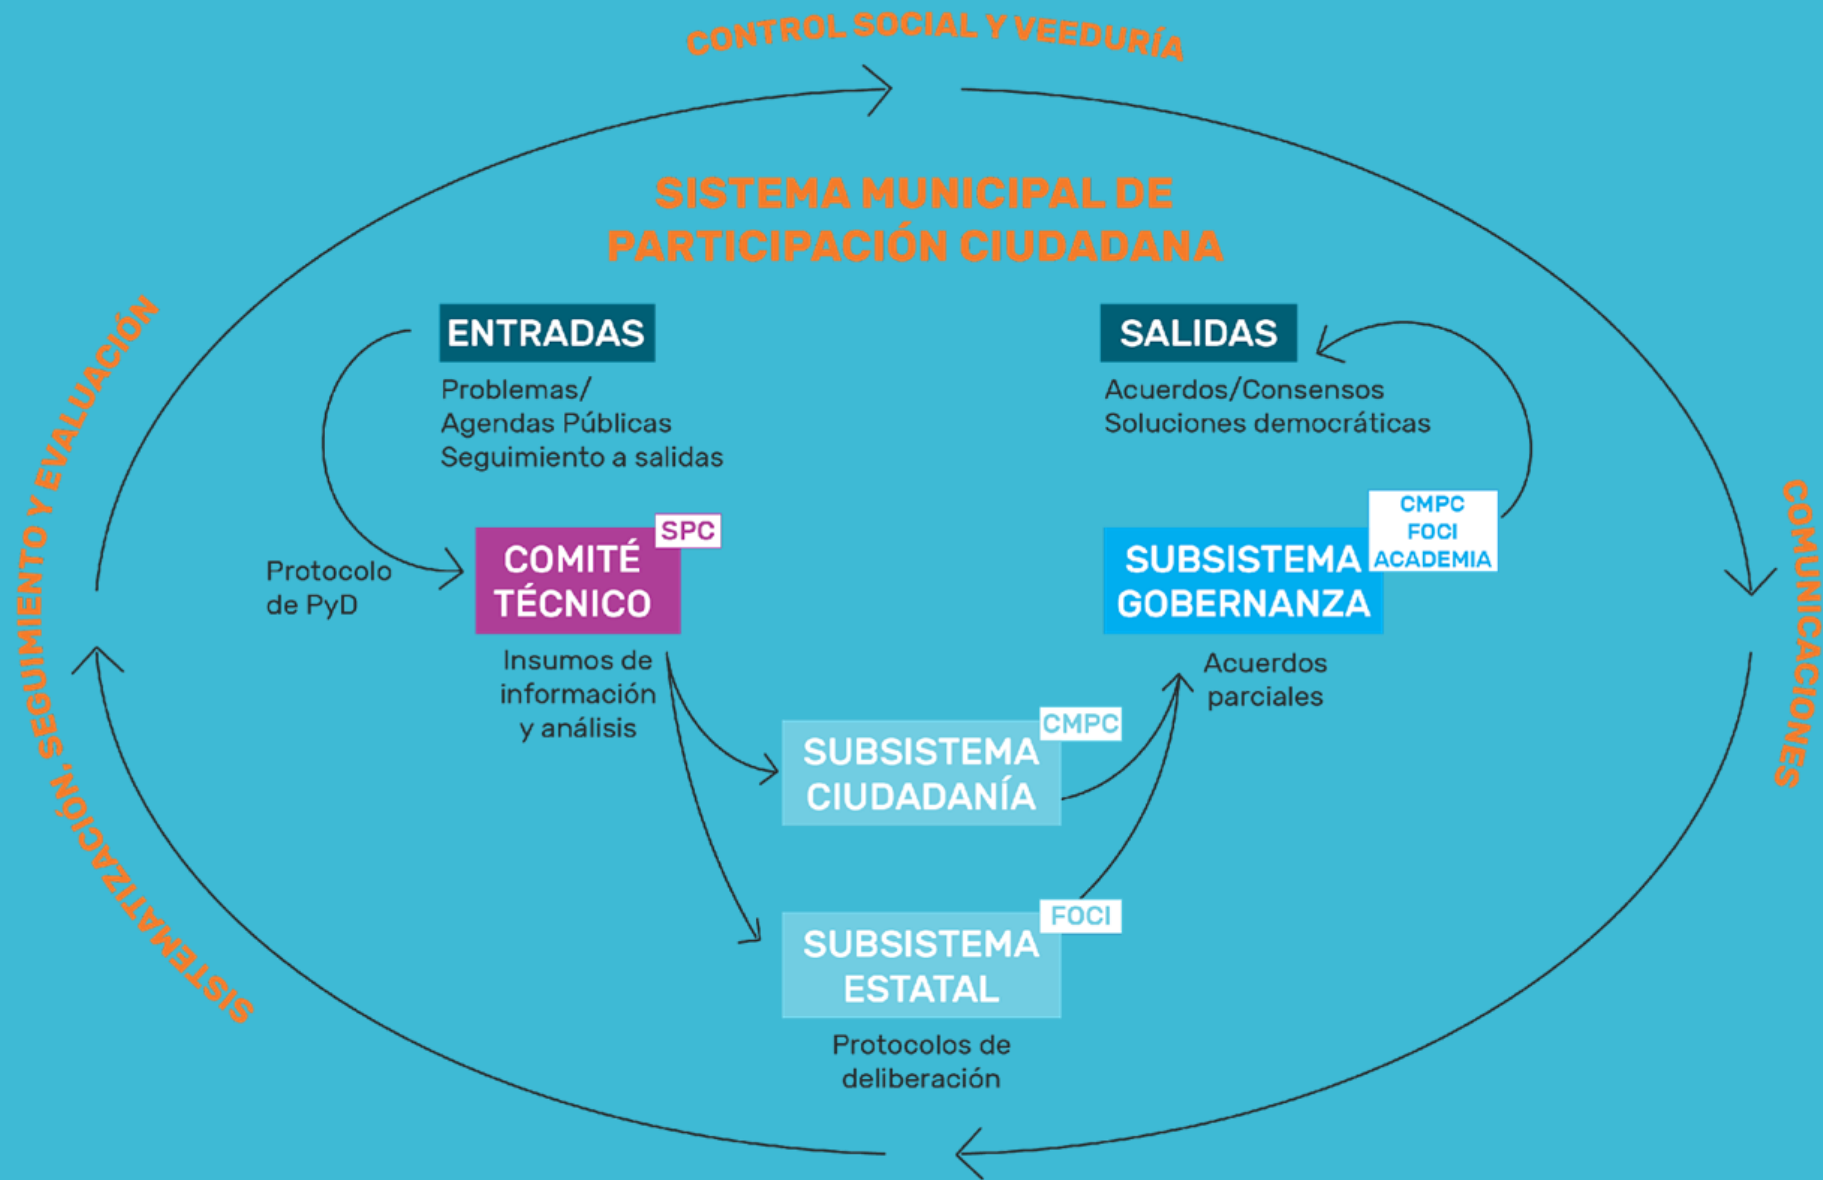 CONTROL SOCIAL Y VEEDURÍA
SISTEMA MUNICIPAL DE
PARTICIPACIÓN CIUDADANA
ENTRADAS
Problemas/
Agendas Públicas
Seguimiento a salidas
SALIDAS
Acuerdos/Consensos
Soluciones democráticas
Protocolo
de PyD
SPC
COMITÉ
TÉCNICO
Insumos de
información
y análisis
CMPC
FOCI
ACADEMIA
SUBSISTEMA
GOBERNANZA
Acuerdos
parciales
CMPC
SUBSISTEMA
CIUDADANÍA
FOCI
SUBSISTEMA
ESTATAL
Protocolos de
deliberación
COMUNICACIONES
SISTEMATIZACIÓN, SEGUIMIENTO Y EVALUACIÓN